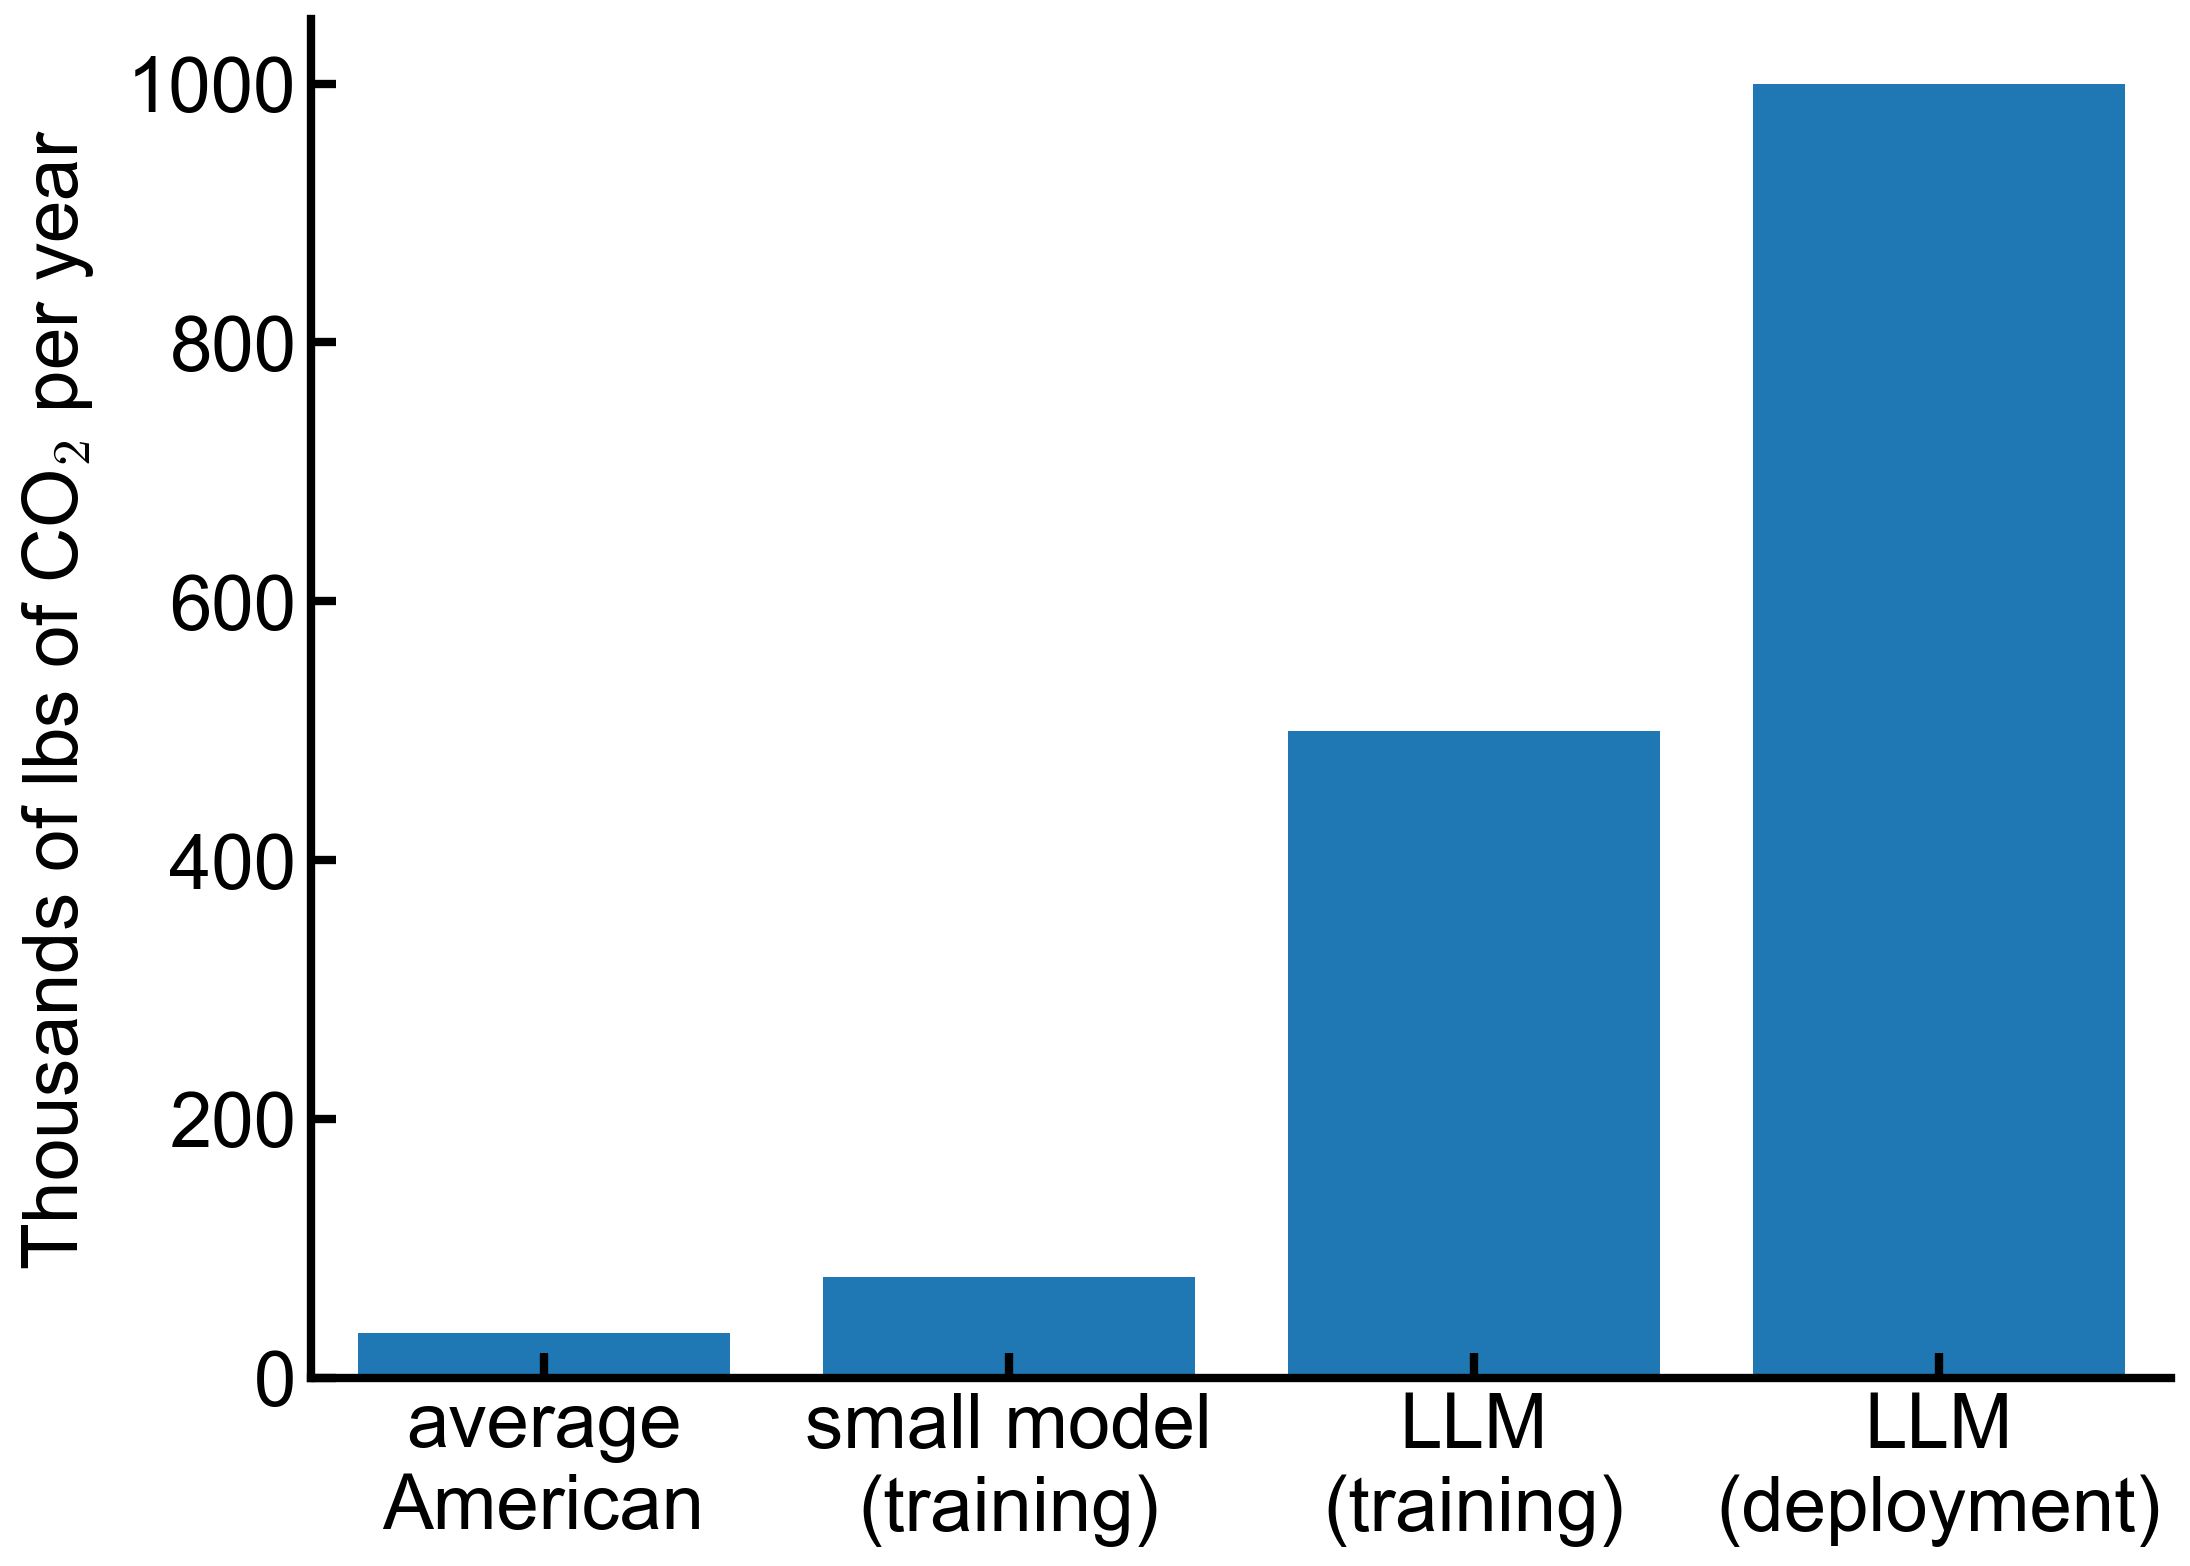 Thousands of lbs of CO₂ per year
1000
800
600
400
200
0
average
American
small model
(training)
LLM
(training)
LLM
(deployment)